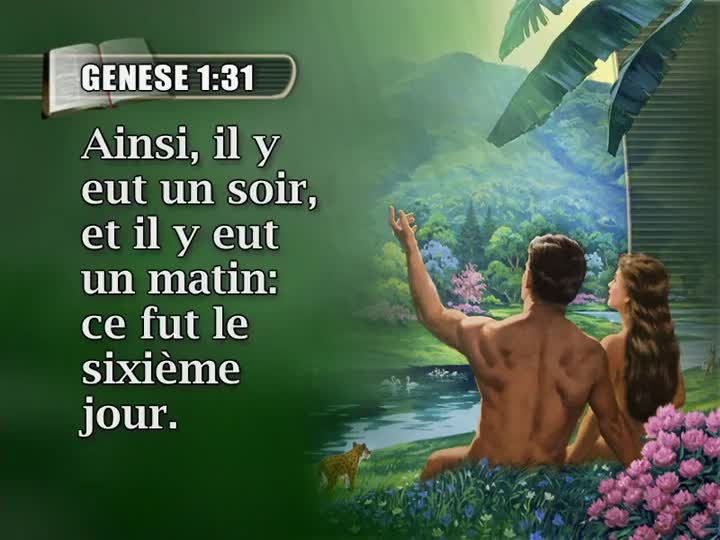 GENESE 1:31
Ainsi, il y
eut un soir,
et il y eut
un matin:
ce fut le
sixième
jour.